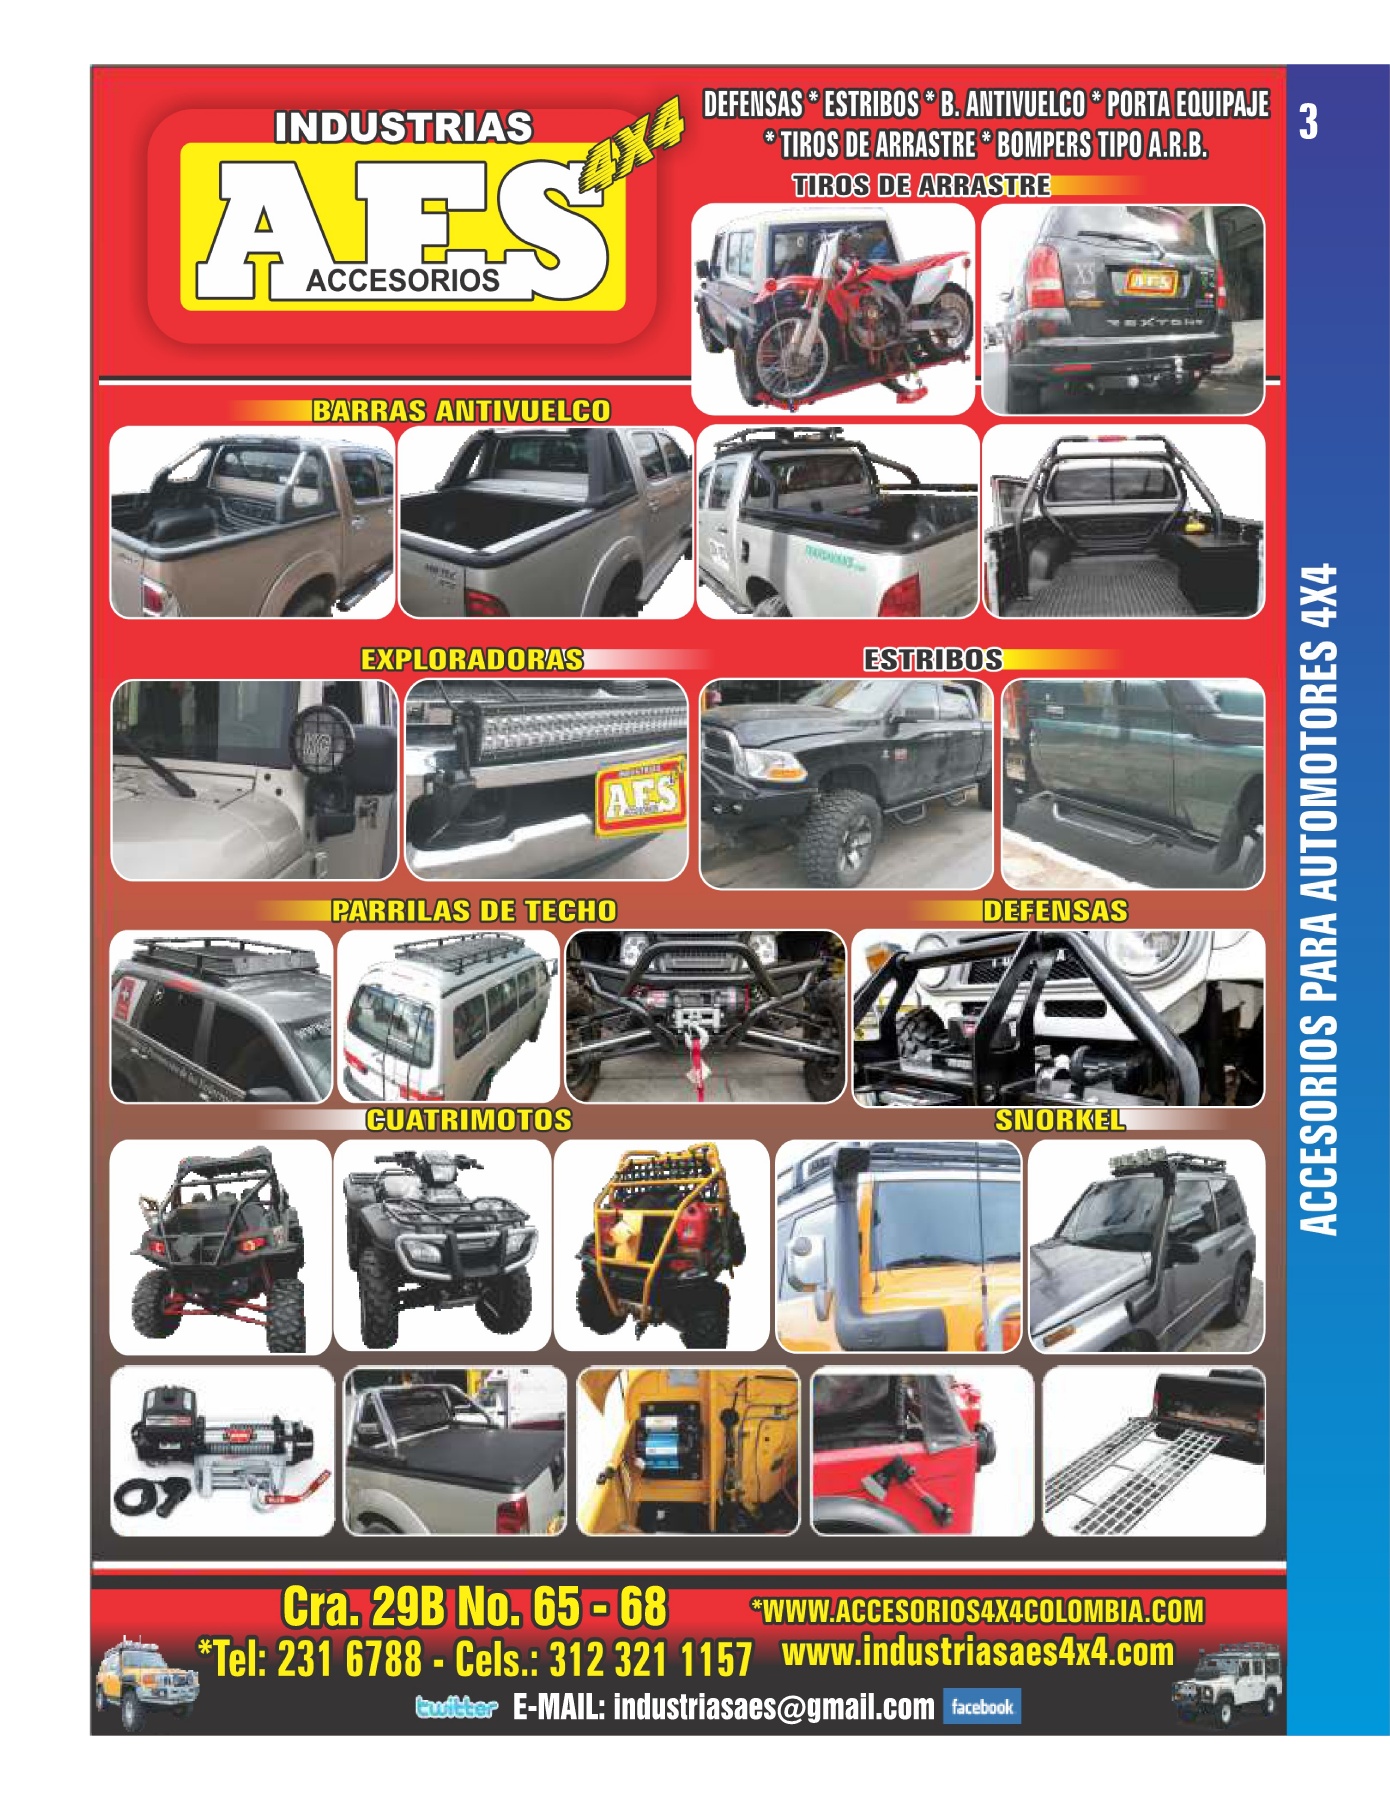 INDUSTRIAS
AES 4X4
ACCESORIOS
DEFENSAS * ESTRIBOS * B. ANTIVUELCO * PORTA EQUIPAJE
* TIROS DE ARRASTRE * BOMPERS TIPO A.R.B.
3
TIROS DE ARRASTRE
XS
AES
REXTON
BARRAS ANTIVUELCO
EXPLORADORAS
ESTRIBOS
INDUSTRIAS
AES
ACCESORIOS
PARRILAS DE TECHO
DEFENSAS
CUATRIMOTOS
SNORKEL
ACCESORIOS PARA AUTOMOTORES 4X4
Cra. 29B No. 65 - 68
*WWW.ACCESORIOS4X4COLOMBIA.COM
*Tel: 231 6788 - Cels.: 312 321 1157
www.industriasaes4x4.com
twitter E-MAIL: industriasaes@gmail.com facebook